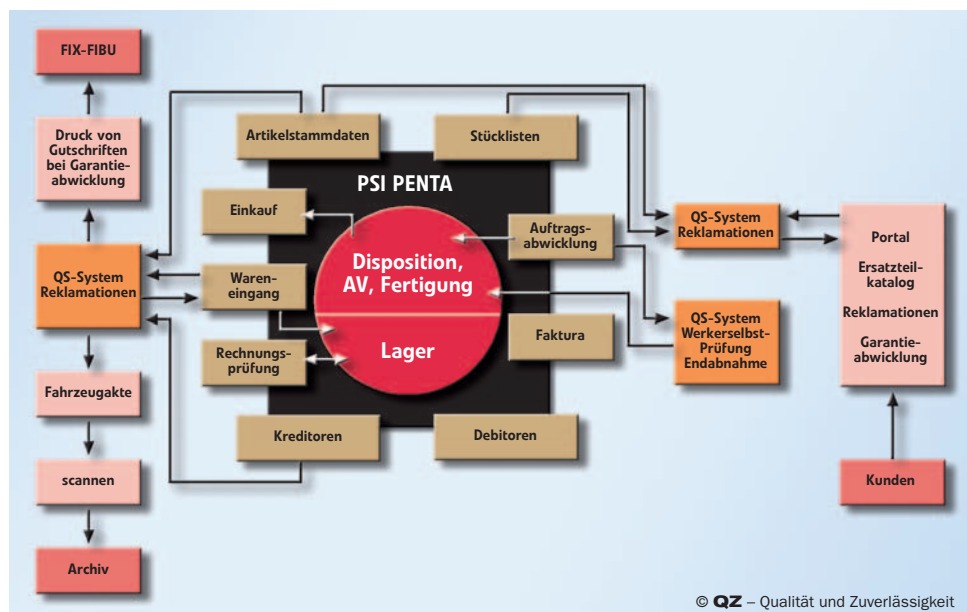 FIX-FIBU
Druck von
Gutschriften
bei Garantie-
abwicklung
QS-System
Reklamationen
Fahrzeugakte
scannen
Archiv
Artikelstammdaten
Stücklisten
PSI PENTA
Einkauf
Waren-
eingang
Rechnungs-
prüfung
Kreditoren
Debitoren
Disposition,
AV, Fertigung
Lager
Auftrags-
abwicklung
Faktura
QS-System
Reklamationen
QS-System
Werkerselbst-
Prüfung
Endabnahme
Portal
Ersatzteil-
katalog
Reklamationen
Garantie-
abwicklung
Kunden
© QZ – Qualität und Zuverlässigkeit